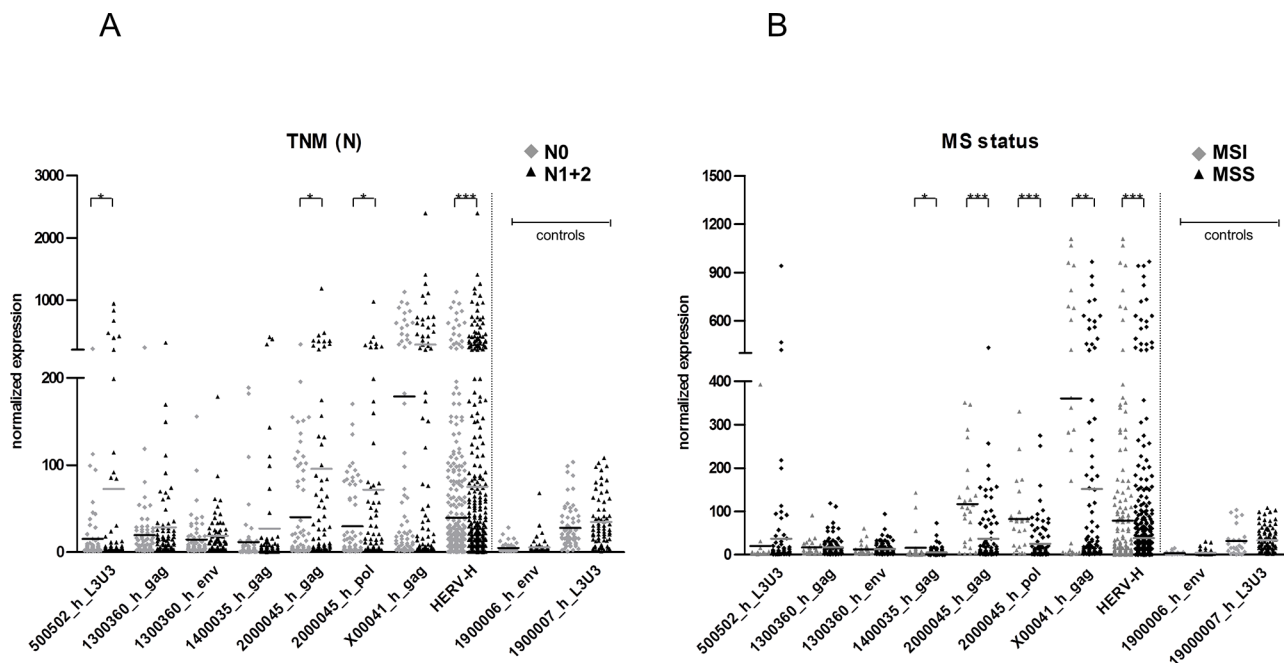 A
TNM (N)
N0
N1+2
3000
2000
1000
200
100
0
normalized expression
*
*
*
***
controls
500502_h_L3U3
1300360_h_gag
1300360_h_env
1400035_h_gag
2000045_h_gag
2000045_h_pol
X00041_h_gag
HERV-H
1900006_h_env
1900007_h_L3U3
B
MS status
MSI
MSS
1500
1200
900
600
400
300
200
100
0
normalized expression
*
***
***
**
***
controls
500502_h_L3U3
1300360_h_gag
1300360_h_env
1400035_h_gag
2000045_h_gag
2000045_h_pol
X00041_h_gag
HERV-H
1900006_h_env
19000007_h_L3U3